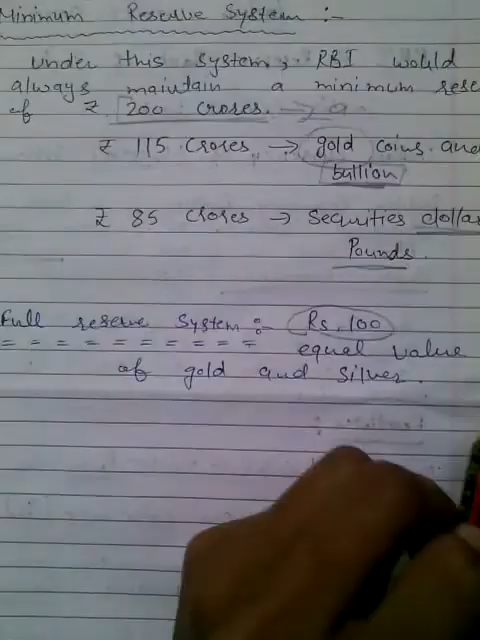 Minimum Reserve System :-
Under this system, RBI would
always maintain a minimum rese
of ₹ 200 crores. → a
₹ 115 Crores → gold coins and
bullion
₹ 85 Crores → Securities dollar
Pounds.
Full reserve System :- Rs. 100
equal value
of gold and silver.